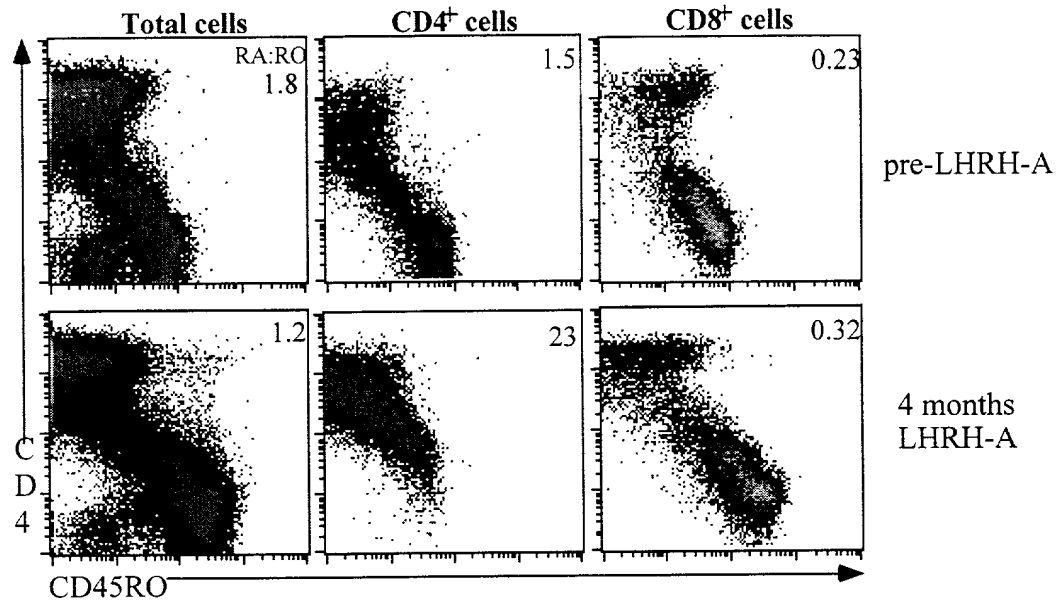 Total cells
CD4+ cells
CD8+ cells
RA:RO
1.8
1.5
0.23
pre-LHRH-A
1.2
23
0.32
4 months
LHRH-A
CD4
CD45RO